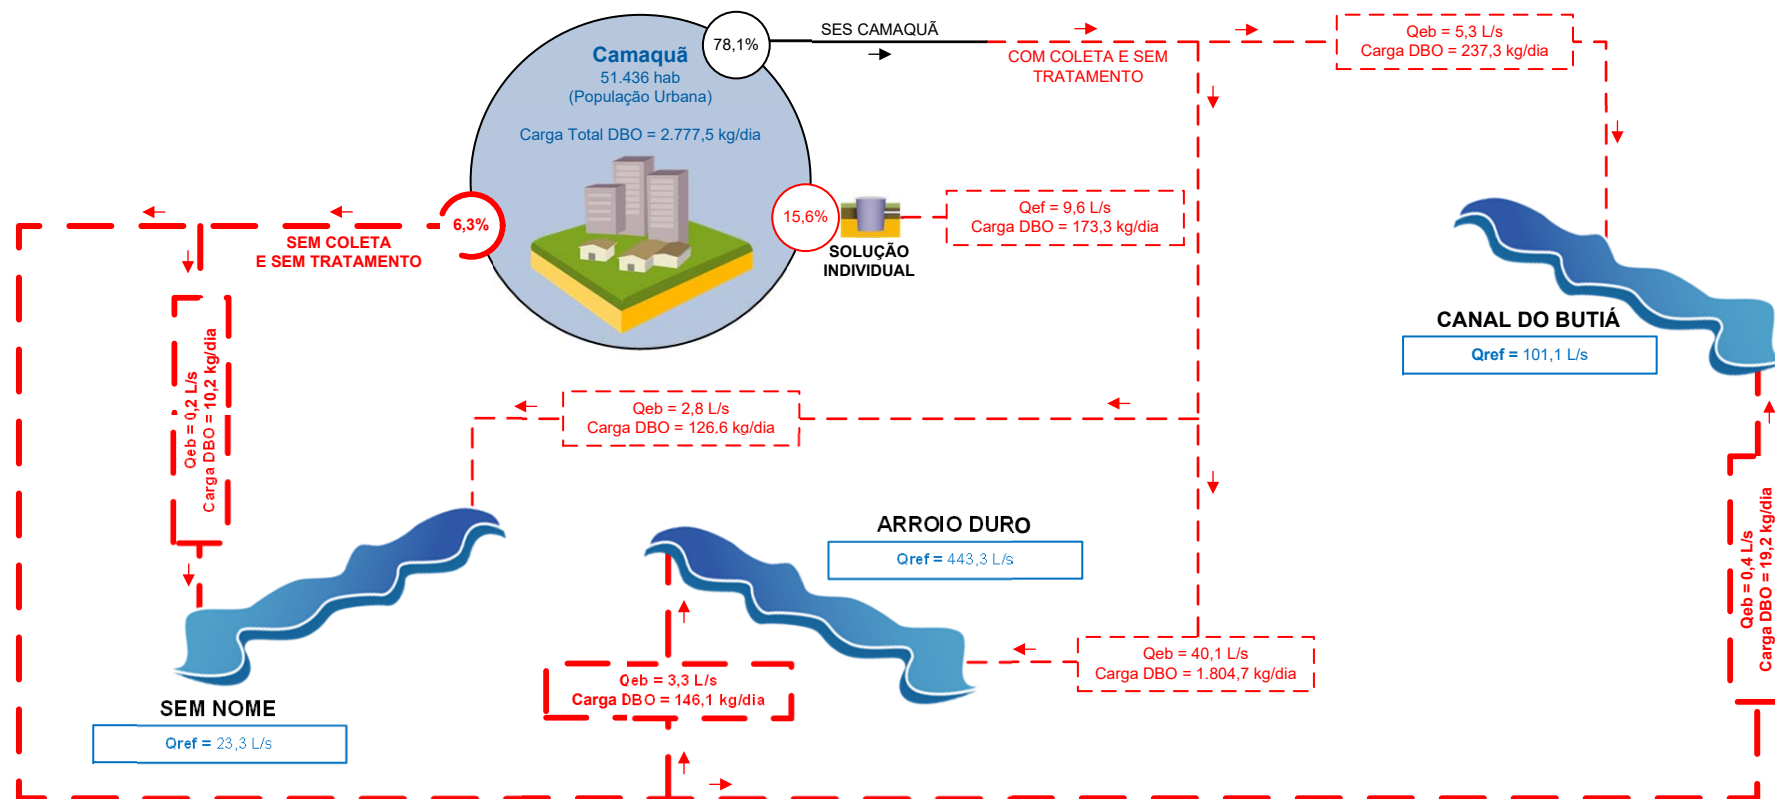 Camaquã
51.436 hab
(População Urbana)
Carga Total DBO = 2.777,5 kg/dia
78,1%
SES CAMAQUÃ
COM COLETA E SEM
TRATAMENTO
Qeb = 5,3 L/s
Carga DBO = 237,3 kg/dia
6,3%
SEM COLETA
E SEM TRATAMENTO
15,6%
SOLUÇÃO
INDIVIDUAL
Qef = 9,6 L/s
Carga DBO = 173,3 kg/dia
CANAL DO BUTIÁ
Qref = 101,1 L/s
Qeb = 0,2 L/s
Carga DBO = 10,2 kg/dia
Qeb = 2,8 L/s
Carga DBO = 126.6 kg/dia
ARROIO DURO
Qref = 443,3 L/s
Qeb = 0,4 L/s
Carga DBO = 19,2 kg/dia
Qeb = 40,1 L/s
Carga DBO = 1.804,7 kg/dia
Qeb = 3,3 L/s
Carga DBO = 146,1 kg/dia
SEM NOME
Qref = 23,3 L/s